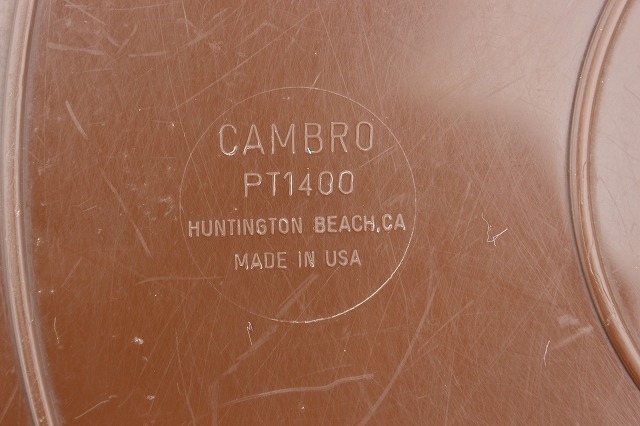 CAMBRO
PT1400
HUNTINGTON BEACH,CA
MADE IN USA